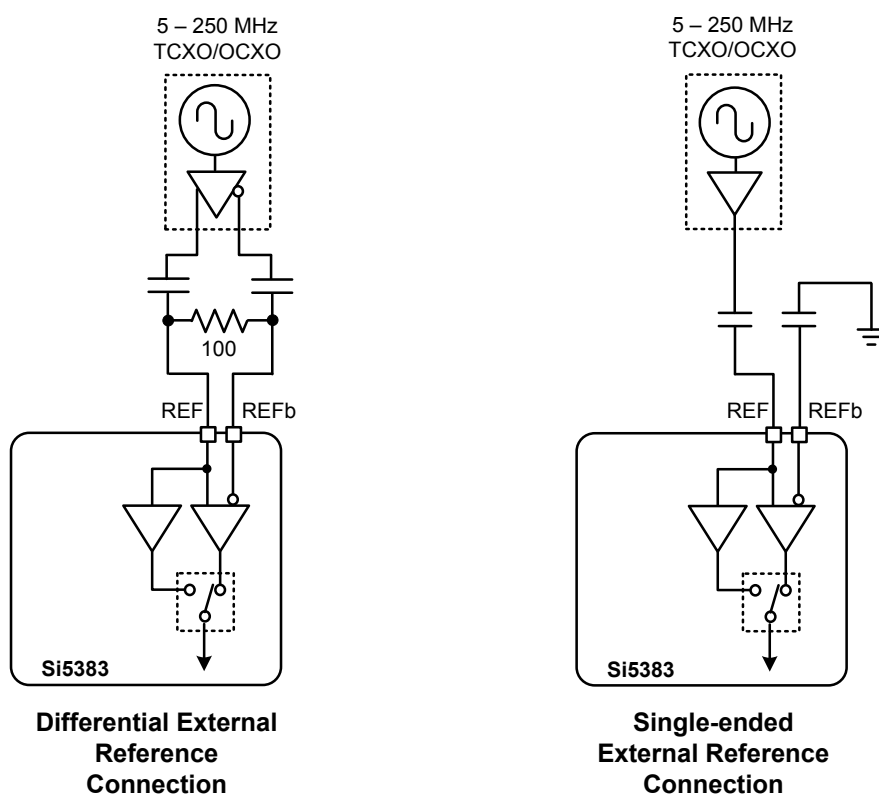 5 – 250 MHz
TCXO/OCXO
100
REF
REFb
Si5383
Differential External
Reference
Connection
5 – 250 MHz
TCXO/OCXO
REF
REFb
Si5383
Single-ended
External Reference
Connection